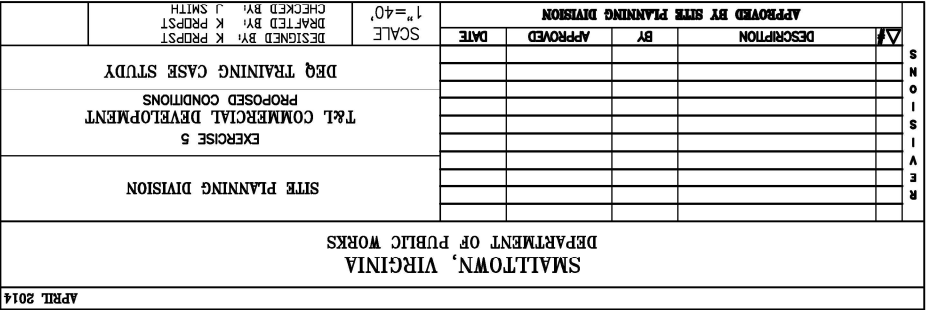 APRIL 2014
SMALLTOWN, VIRGINIA
DEPARTMENT OF PUBLIC WORKS
REVISIONS
SITE PLANNING DIVISION
EXERCISE 5
T&L COMMERCIAL DEVELOPMENT
PROPOSED CONDITIONS
DEQ TRAINING CASE STUDY
# DESCRIPTION BY APPROVED DATE
APPROVED BY SITE PLANNING DIVISION
SCALE
1"=40'
DESIGNED BY: K PROPST
DRAFTED BY: K PROPST
CHECKED BY: J SMITH